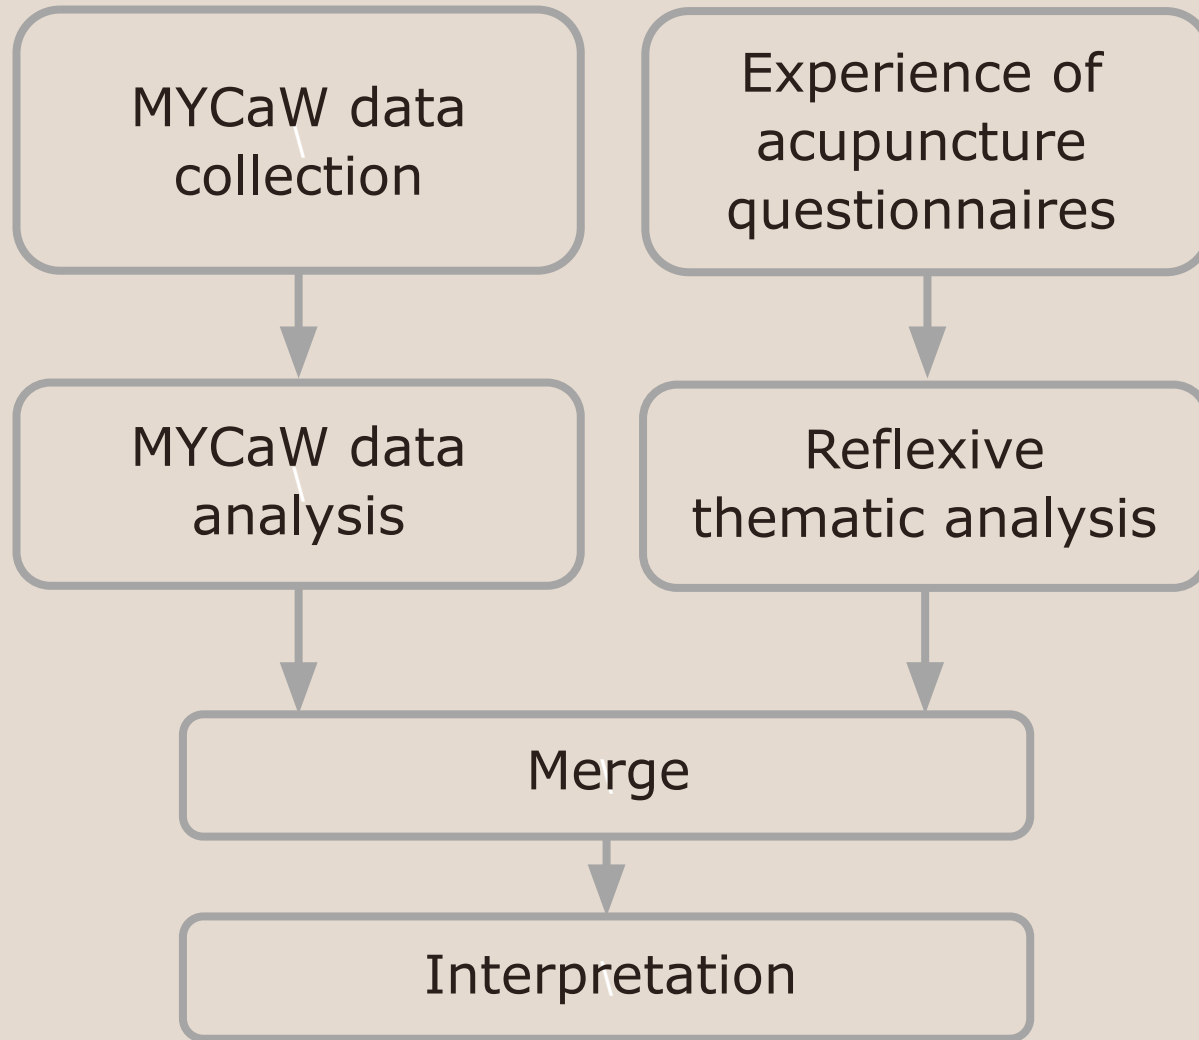 MYCaW data
collection
Experience of
acupuncture
questionnaires
MYCaW data
analysis
Reflexive
thematic analysis
Merge
Interpretation